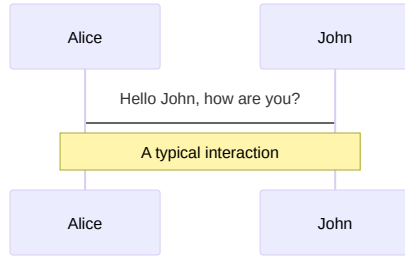 Alice
John
Hello John, how are you?
A typical interaction
Alice
John